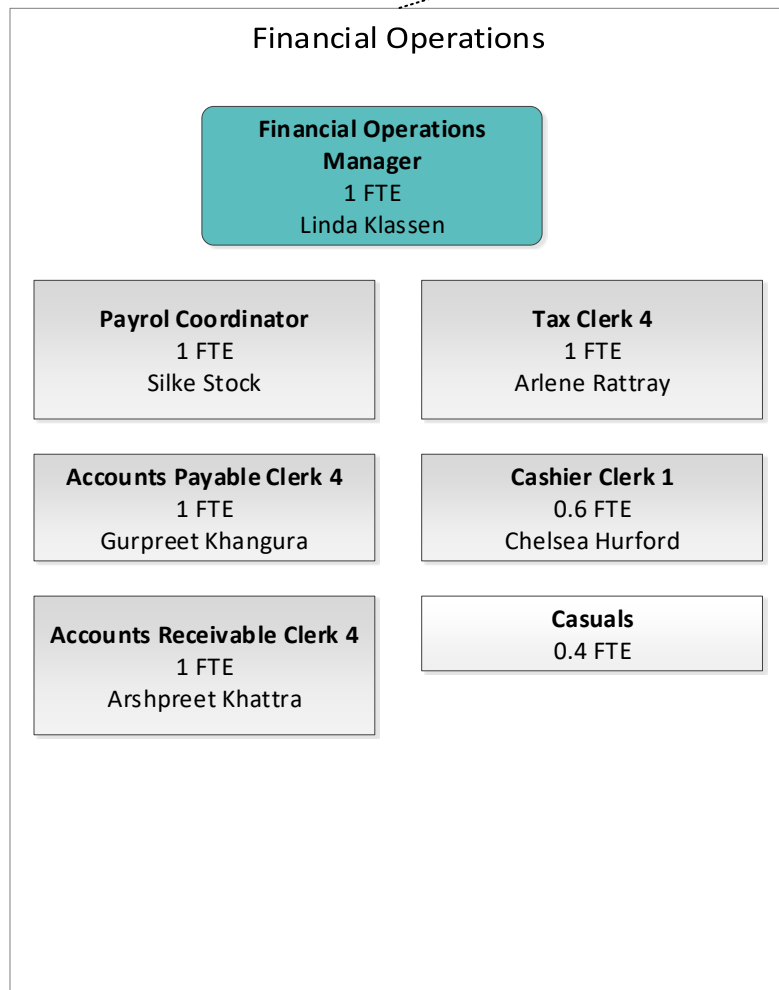 Financial Operations
Financial Operations
Manager
1 FTE
Linda Klassen
Payrol Coordinator
1 FTE
Silke Stock
Tax Clerk 4
1 FTE
Arlene Rattray
Accounts Payable Clerk 4
1 FTE
Gurpreet Khangura
Cashier Clerk 1
0.6 FTE
Chelsea Hurford
Accounts Receivable Clerk 4
1 FTE
Arshpreet Khattra
Casuals
0.4 FTE